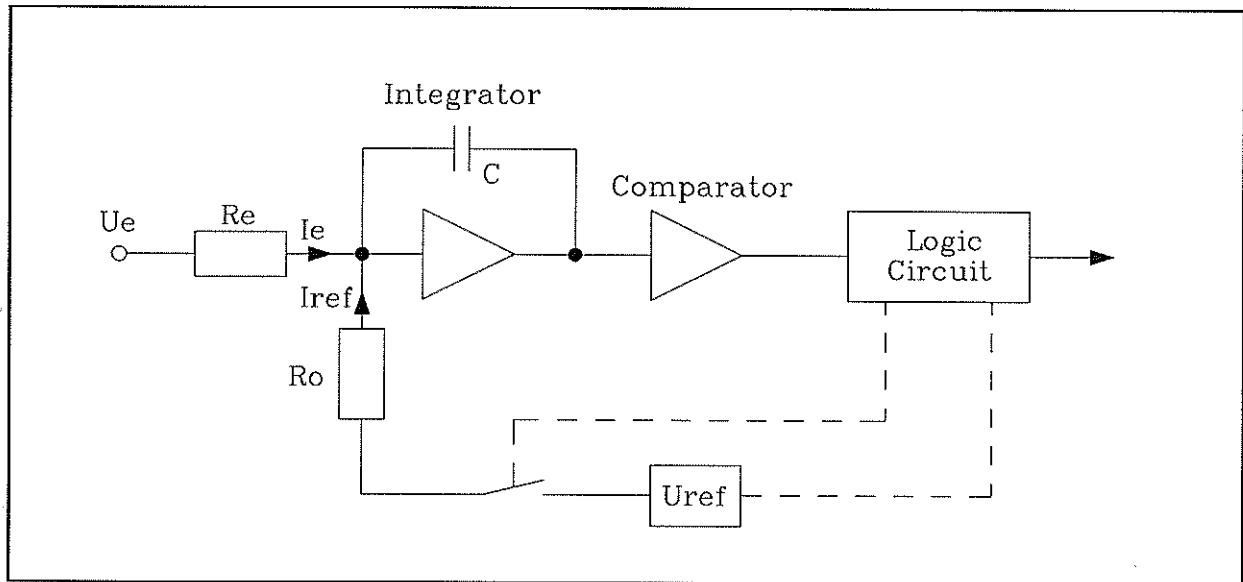 Integrator
C
Comparator
Ue
Re
Ie
Logic
Circuit
Iref
Ro
Uref